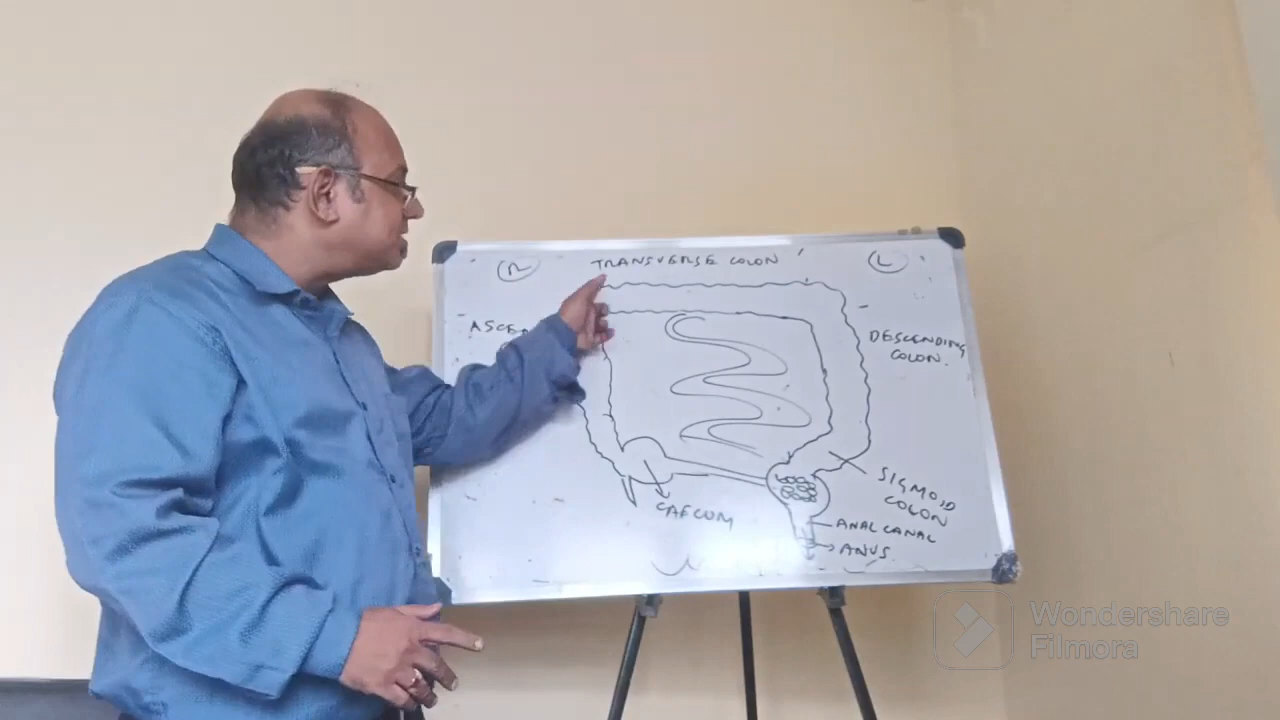 R
TRANSVERSE COLON
L
DESCENDING
COLON.
SIGMOID
COLON
CAECUM
ANAL CANAL
ANUS
Wondershare
Filmora